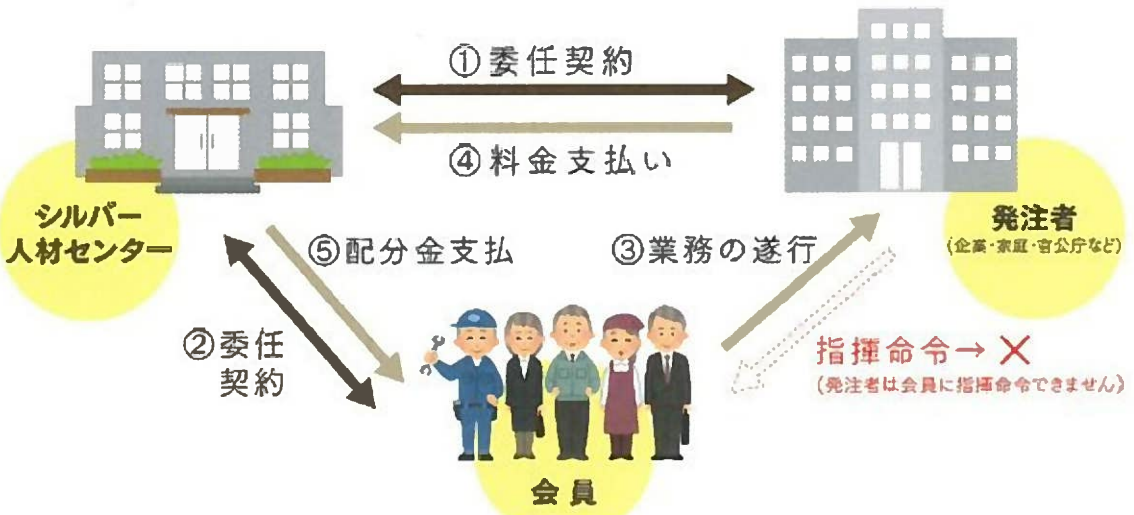 ①委任契約
④料金支払い
シルバー
人材センター
発注者
(企業・家庭・官公庁など)
⑤配分金支払
③業務の遂行
②委任
契約
指揮命令→×
(発注者は会員に指揮命令できません)
会員